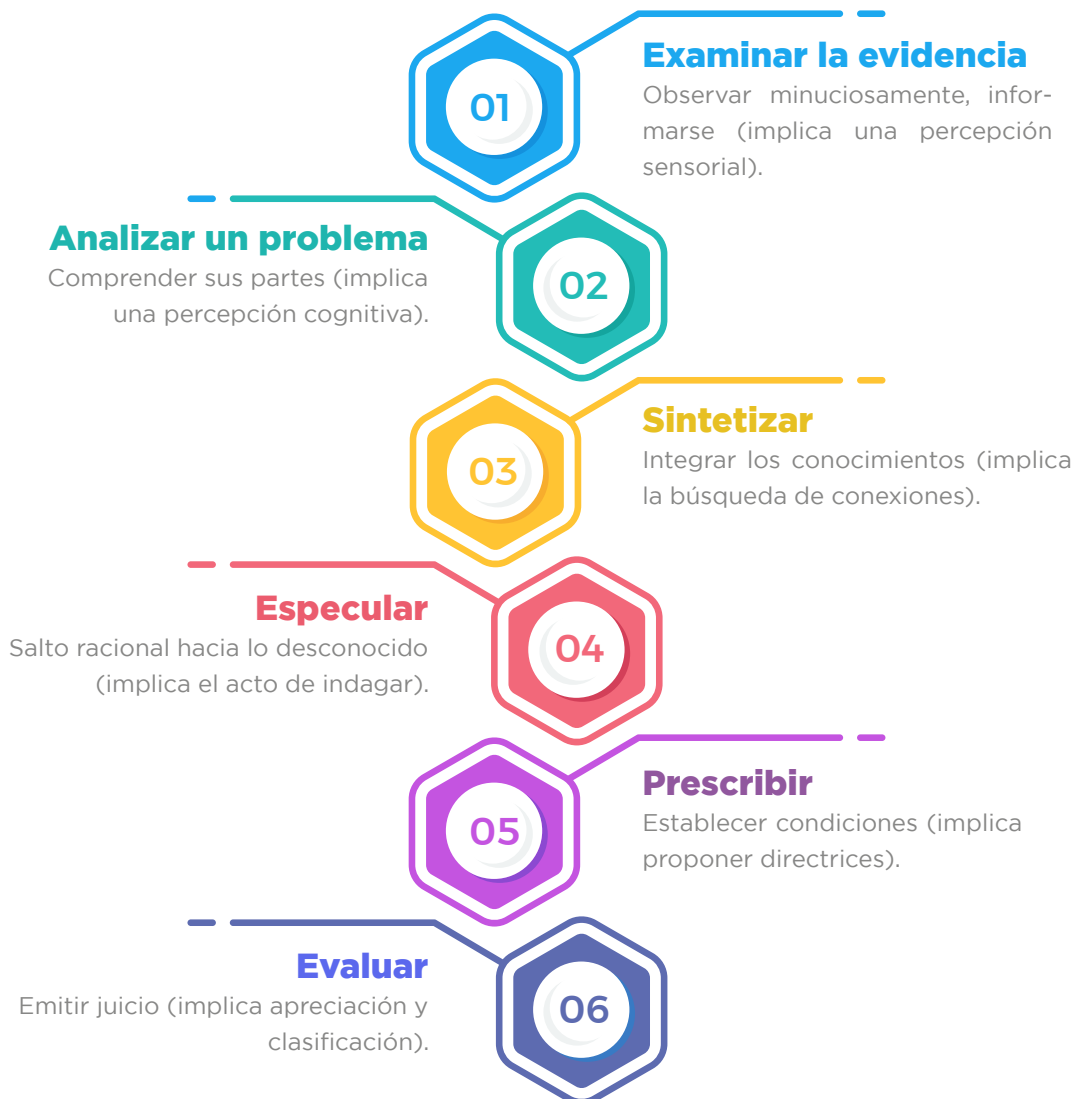 01
Examinar la evidencia
Observar minuciosamente, infor-
marse (implica una percepción
sensorial).
02
Analizar un problema
Comprender sus partes (implica
una percepción cognitiva).
03
Sintetizar
Integrar los conocimientos (implica
la búsqueda de conexiones).
04
Especular
Salto racional hacia lo desconocido
(implica el acto de indagar).
05
Prescribir
Establecer condiciones (implica
proponer directrices).
06
Evaluar
Emitir juicio (implica apreciación y
clasificación).